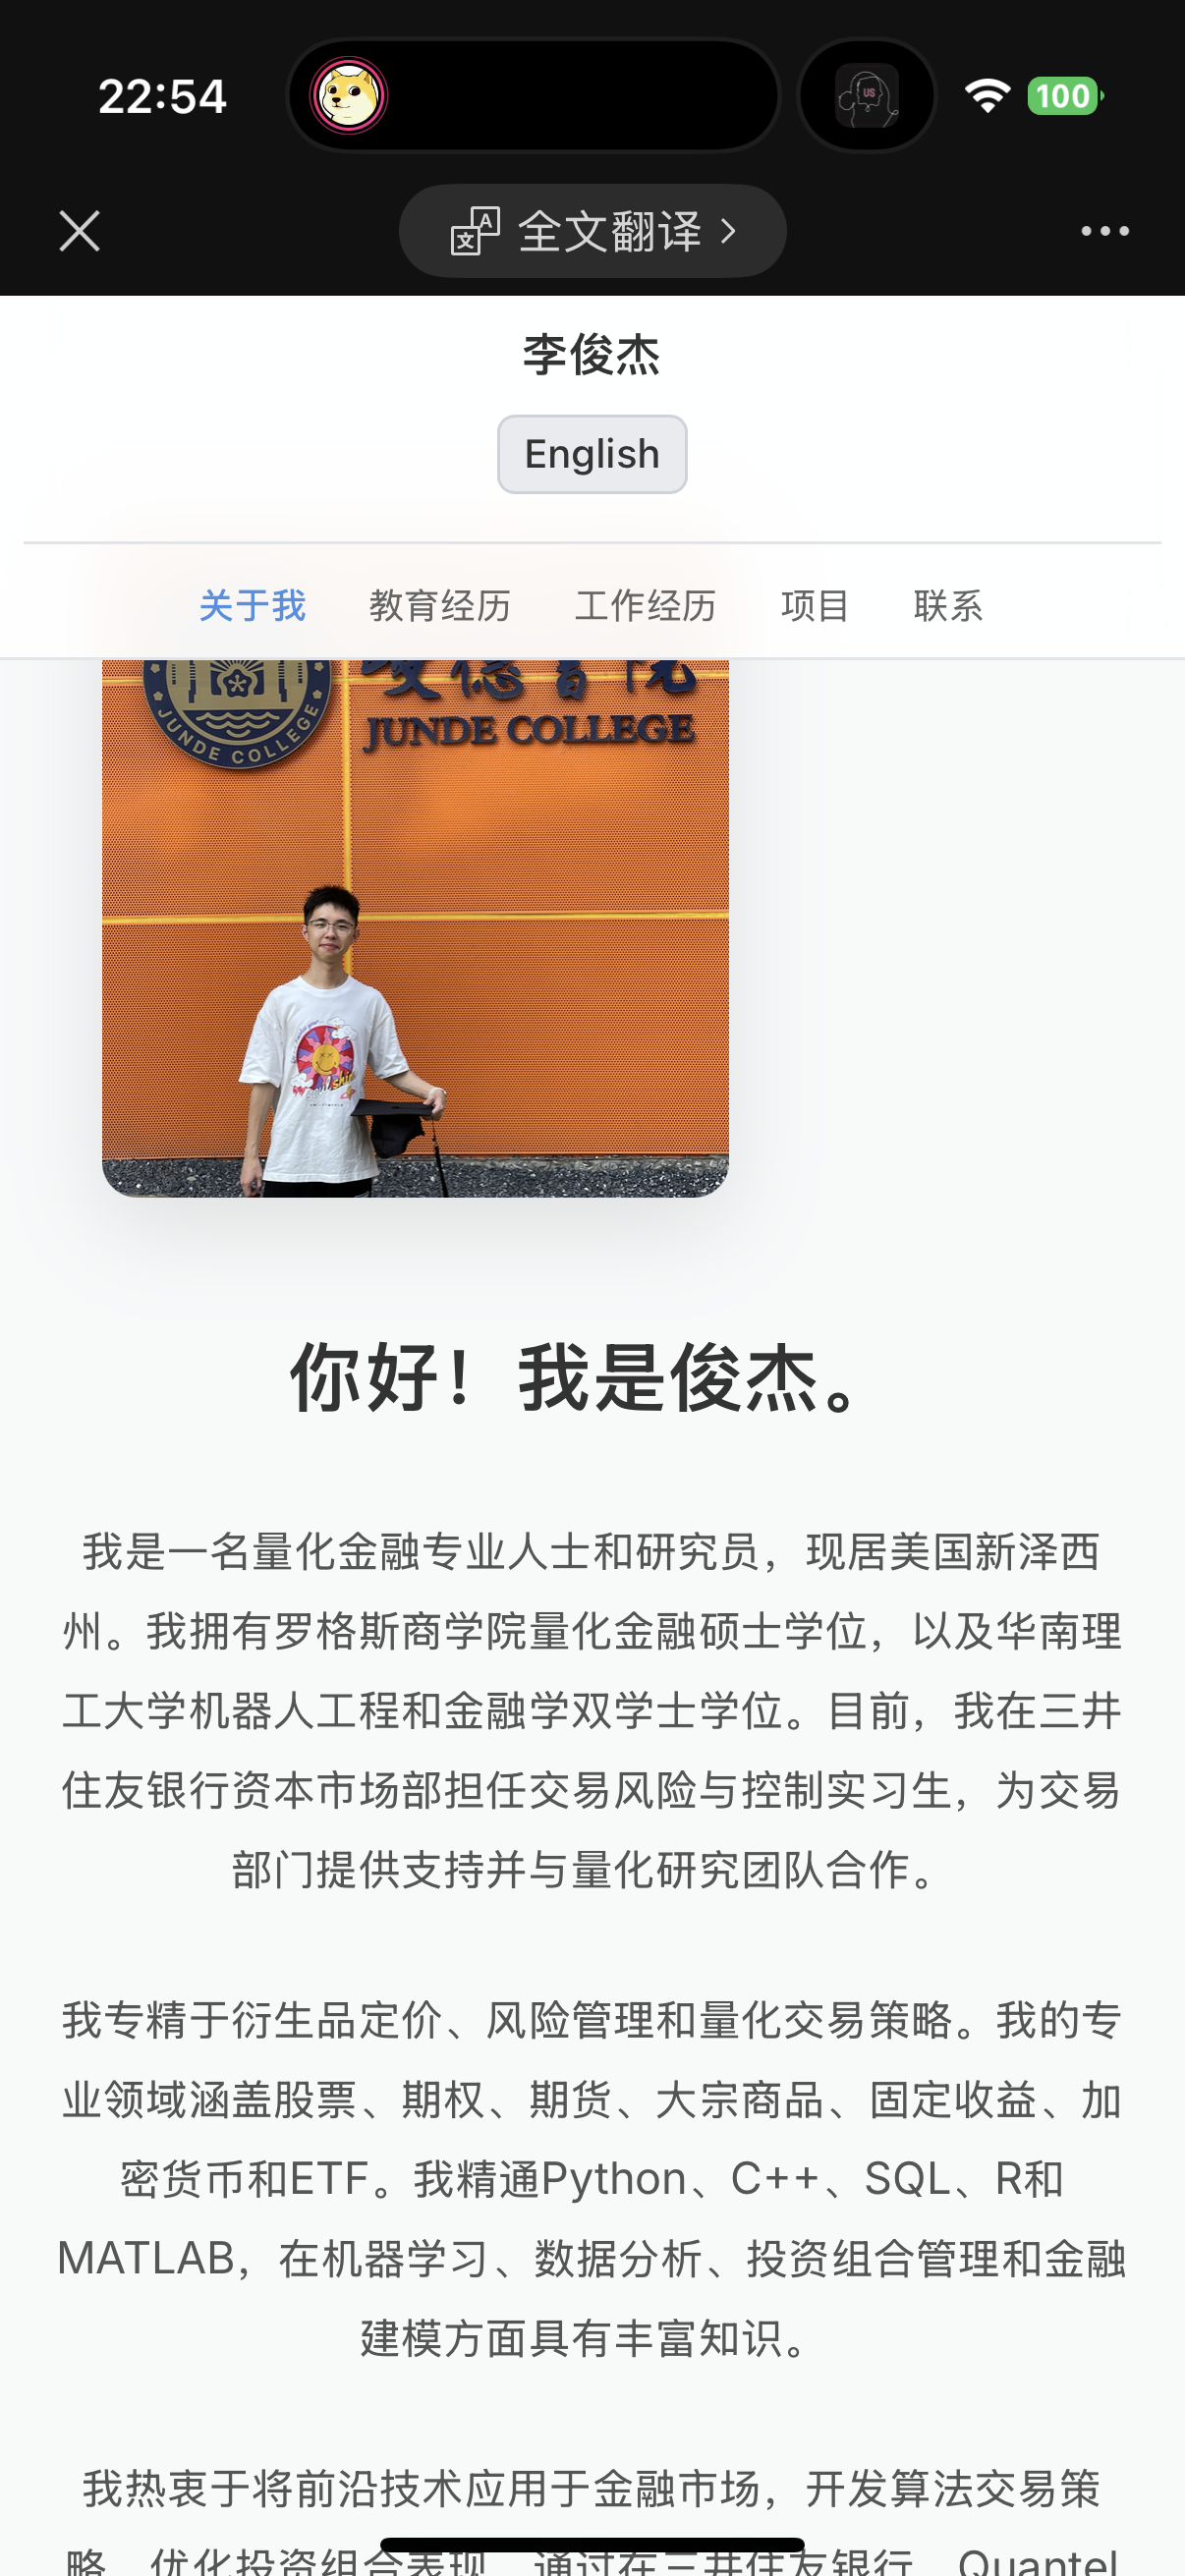 22:54
US
100
文A 全文翻译
李俊杰
English
关于我 教育经历 工作经历 项目 联系
JUNDE COLLEGE
峻德書院
JUNDE COLLEGE
你好！我是俊杰。
我是一名量化金融专业人士和研究员，现居美国新泽西
州。我拥有罗格斯商学院量化金融硕士学位，以及华南理
工大学机器人工程和金融学双学士学位。目前，我在三井
住友银行资本市场部担任交易风险与控制实习生，为交易
部门提供支持并与量化研究团队合作。
我专精于衍生品定价、风险管理和量化交易策略。我的专
业领域涵盖股票、期权、期货、大宗商品、固定收益、加
密货币和ETF。我精通Python、C++、SQL、R和
MATLAB，在机器学习、数据分析、投资组合管理和金融
建模方面具有丰富知识。
我热衷于将前沿技术应用于金融市场，开发算法交易策
略、优化投资组合表现。通过在三井住友银行、Quantel